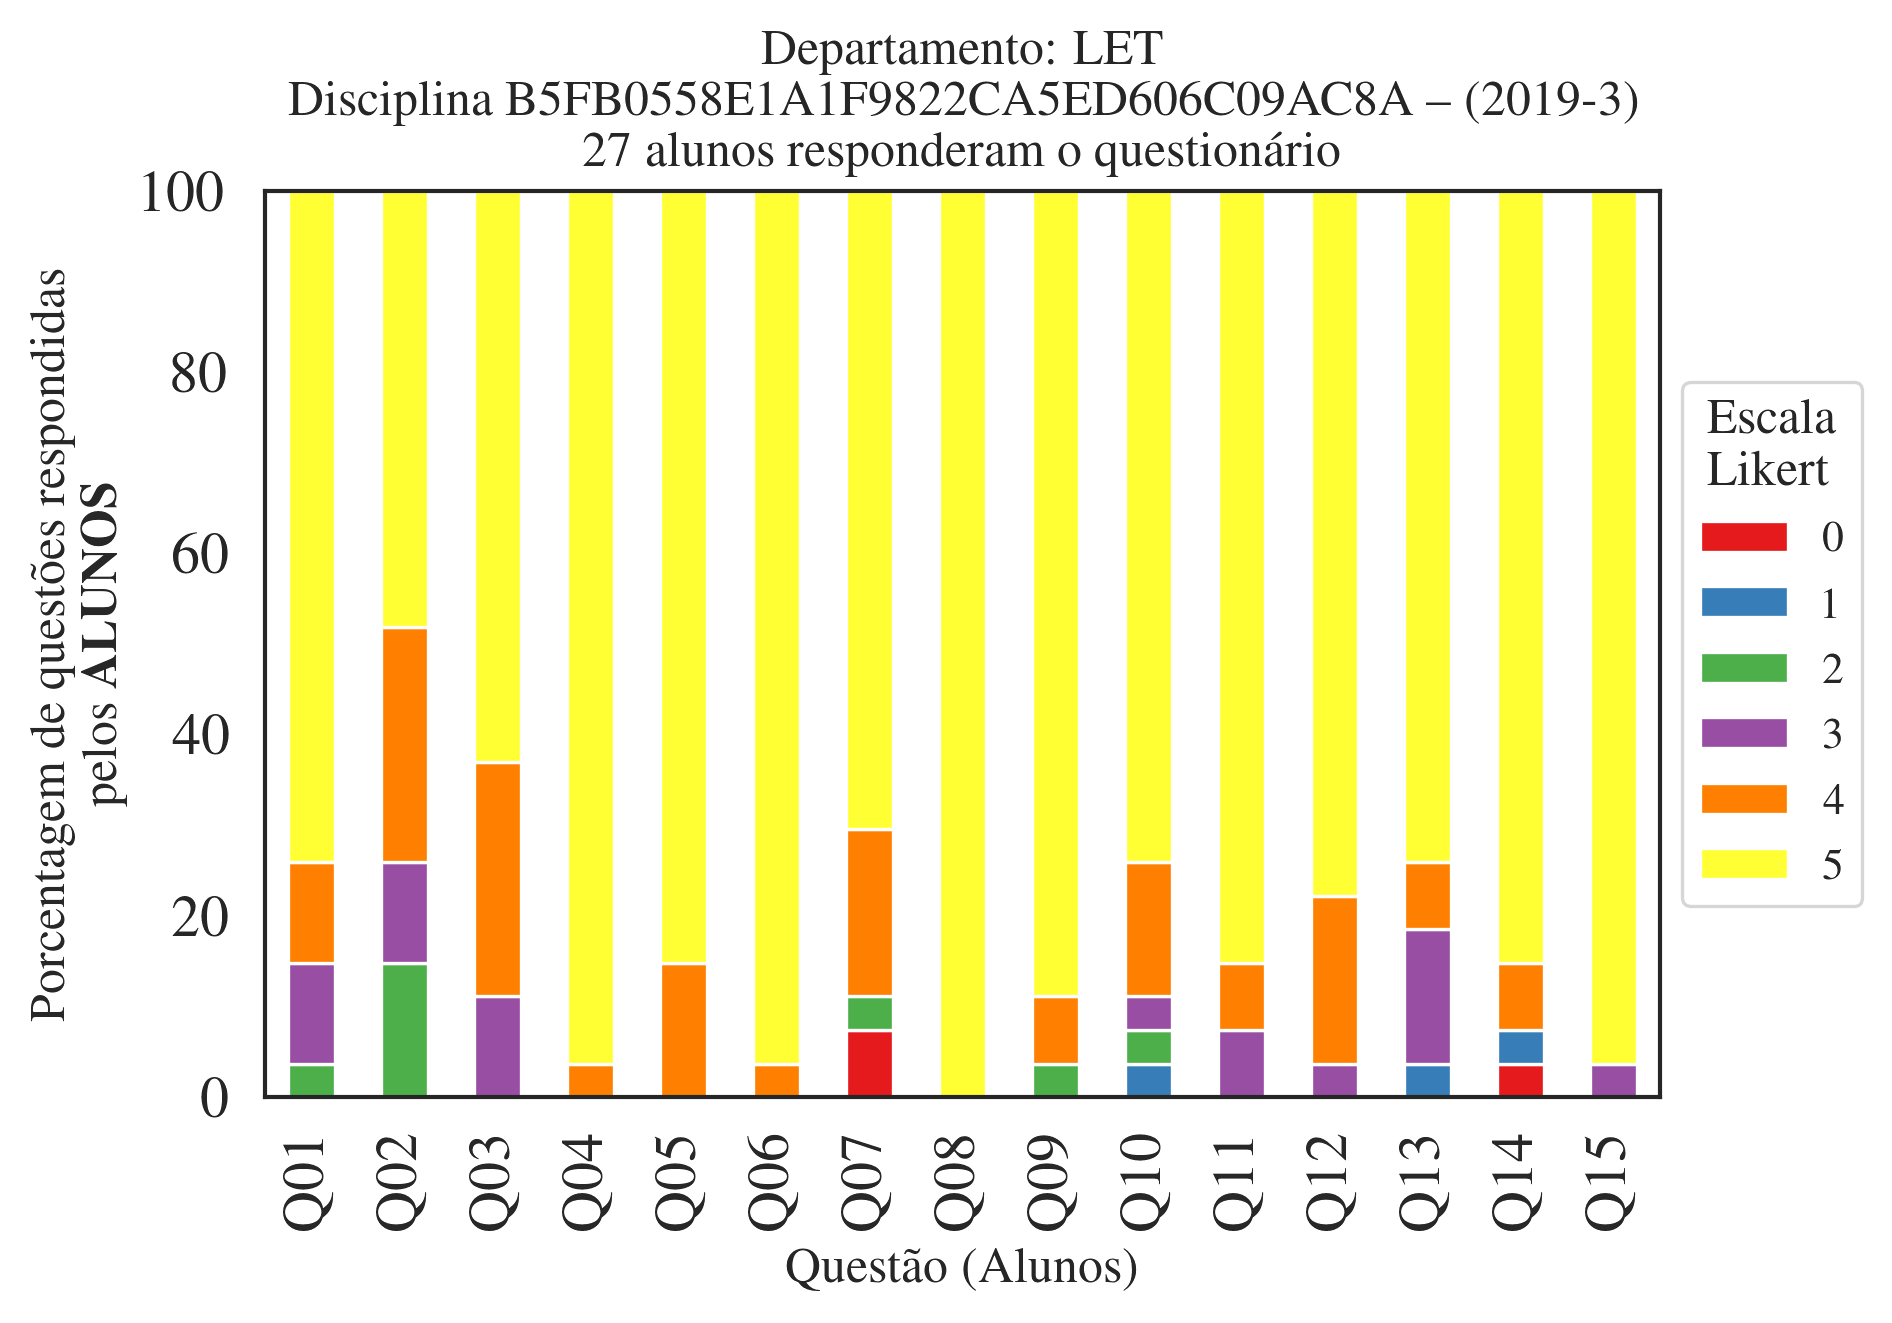 Departamento: LET
Disciplina B5FB0558E1A1F9822CA5ED606C09AC8A – (2019-3)
27 alunos responderam o questionário
Porcentagem de questões respondidas
pelos ALUNOS
100
80
60
40
20
0
Q01
Q02
Q03
Q04
Q05
Q06
Q07
Q08
Q09
Q10
Q11
Q12
Q13
Q14
Q15
Questão (Alunos)
Escala
Likert
0
1
2
3
4
5